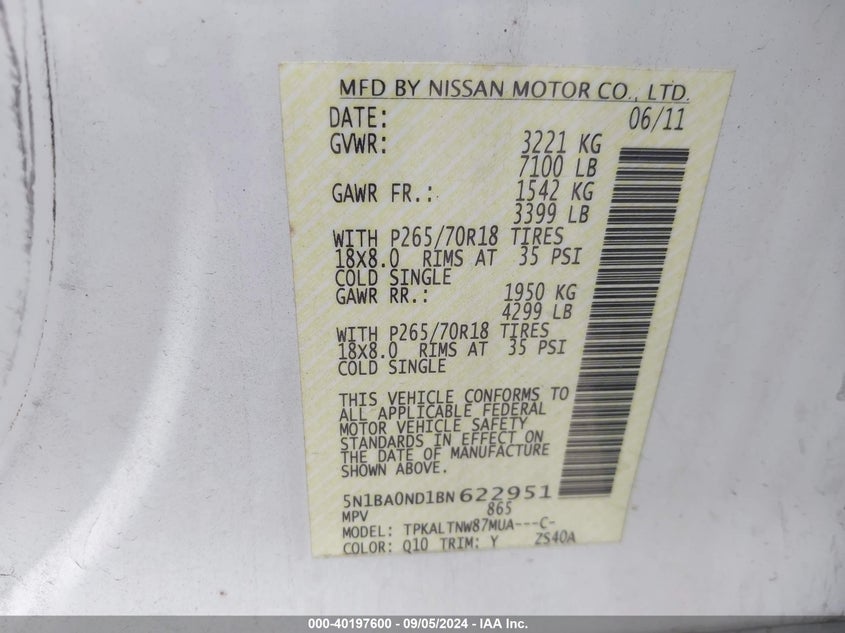 MFD BY NISSAN MOTOR CO., LTD.
DATE: 06/11
GVWR: 3221 KG
7100 LB
GAWR FR.: 1542 KG
3399 LB
WITH P265/70R18 TIRES
18X8.0 RIMS AT 35 PSI
COLD SINGLE
GAWR RR.: 1950 KG
4299 LB
WITH P265/70R18 TIRES
18X8.0 RIMS AT 35 PSI
COLD SINGLE
THIS VEHICLE CONFORMS TO
ALL APPLICABLE FEDERAL
MOTOR VEHICLE SAFETY
STANDARDS IN EFFECT ON
THE DATE OF MANUFACTURE
SHOWN ABOVE.
5N1BA0ND1BN622951
MPV 865
MODEL: TPKALTNW87MUA---C-
COLOR: Q10 TRIM: Y ZS40A
000-40197600 - 09/05/2024 - IAA Inc.